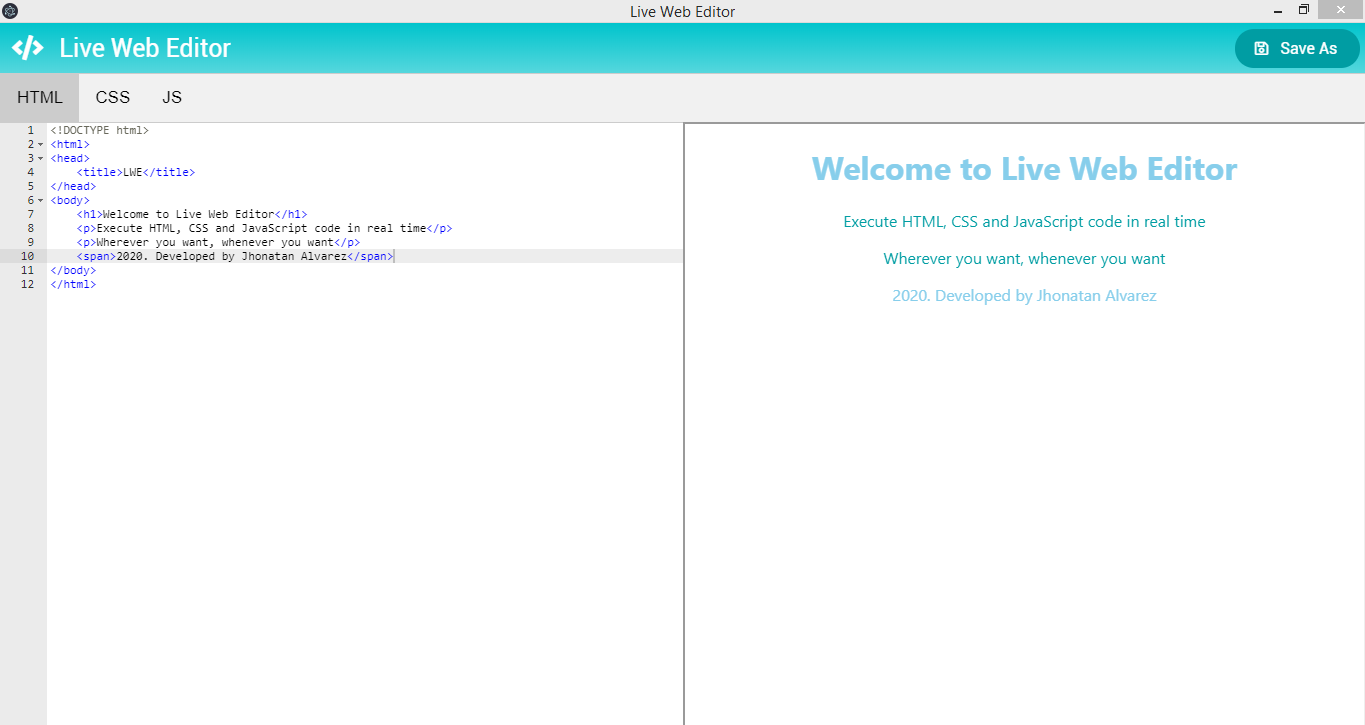 Live Web Editor
</> Live Web Editor
Save As
HTML CSS JS
1 <!DOCTYPE html>
2 <html>
3 <head>
4     <title>LWE</title>
5 </head>
6 <body>
7     <h1>Welcome to Live Web Editor</h1>
8     <p>Execute HTML, CSS and JavaScript code in real time</p>
9     <p>Wherever you want, whenever you want</p>
10     <span>2020. Developed by Jhonatan Alvarez</span>
11 </body>
12 </html>
Welcome to Live Web Editor
Execute HTML, CSS and JavaScript code in real time
Wherever you want, whenever you want
2020. Developed by Jhonatan Alvarez